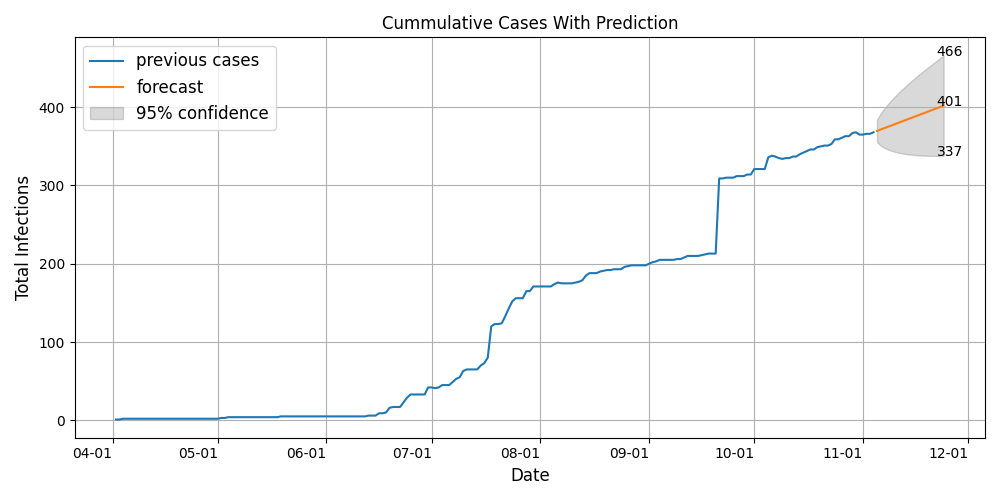 Cummulative Cases With Prediction
previous cases
forecast
95% confidence
466
401
337
400
300
200
100
0
Total Infections
04-01 05-01 06-01 07-01 08-01 09-01 10-01 11-01 12-01
Date